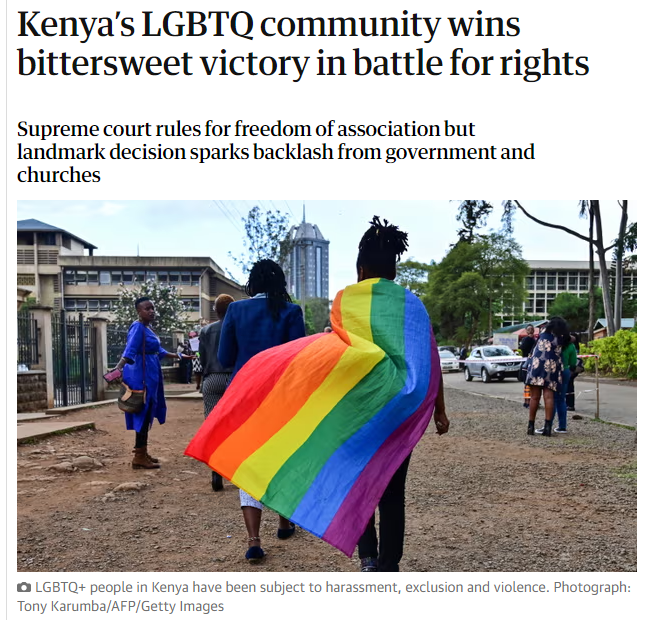 Kenya's LGBTQ community wins
bittersweet victory in battle for rights
Supreme court rules for freedom of association but
landmark decision sparks backlash from government and
churches
LGBTQ+ people in Kenya have been subject to harassment, exclusion and violence. Photograph:
Tony Karumba/AFP/Getty Images